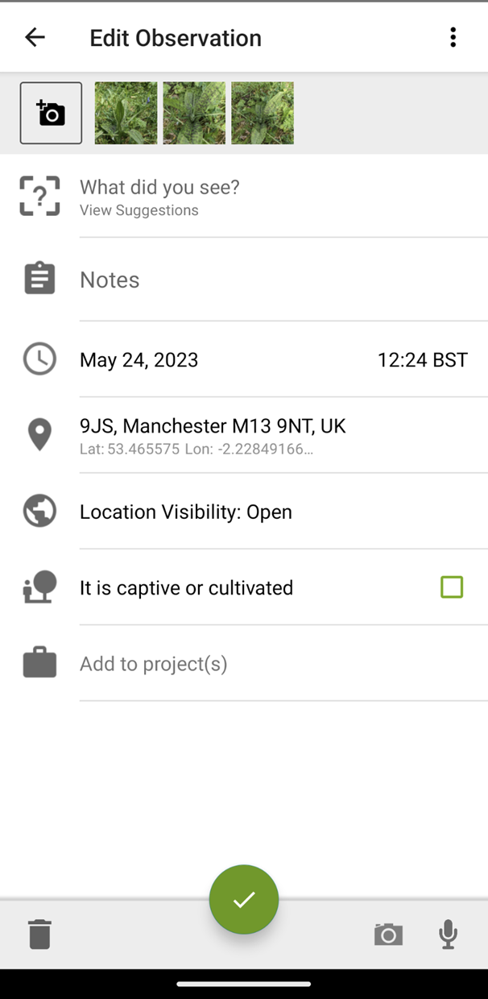 Edit Observation
What did you see?
View Suggestions
Notes
May 24, 2023 12:24 BST
9JS, Manchester M13 9NT, UK
Lat: 53.465575 Lon: -2.22849166...
Location Visibility: Open
It is captive or cultivated
Add to project(s)